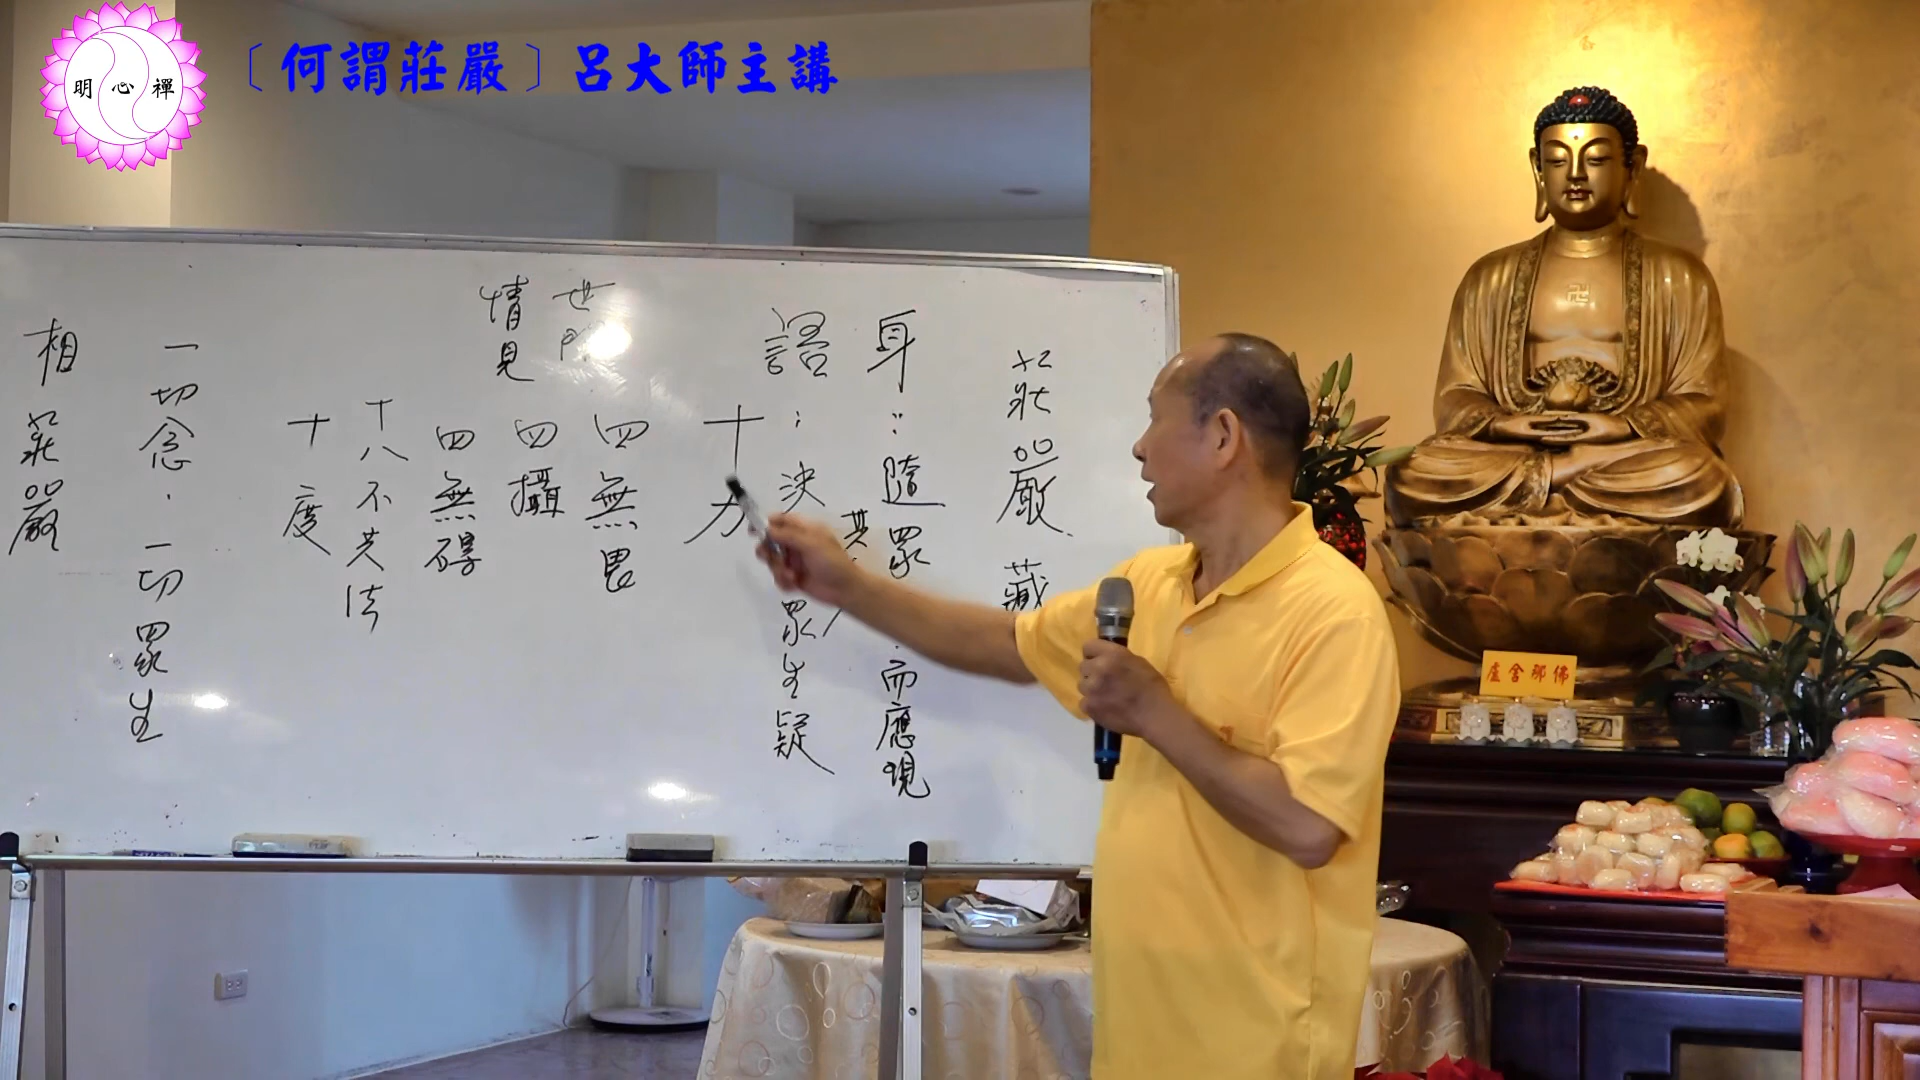 明心禪
〔何謂莊嚴〕呂大師主講
莊嚴藏
身：隨眾
而應現
其
語：決
眾生疑
十力
世間
情見
四無畏
四攝
四無碍
十八不共法
十度
一切念．一切眾生
相莊嚴
盧舍那佛